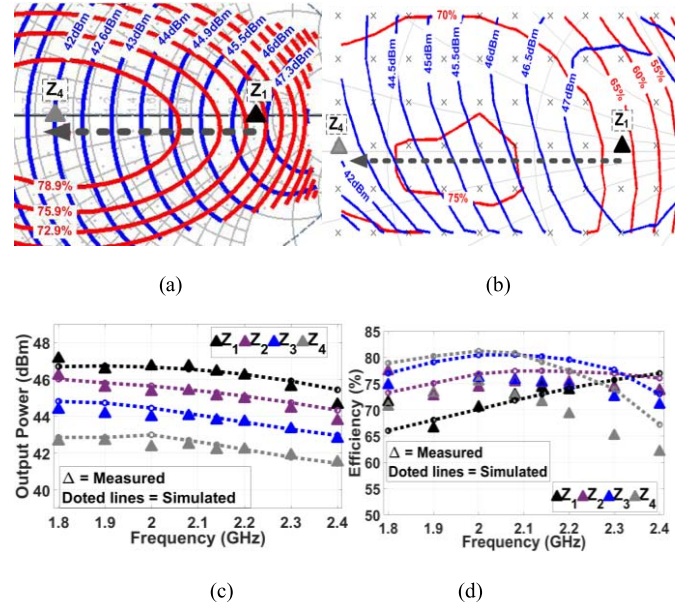 42dBm
42.6dBm
43dBm
44dBm
44.9dBm
45.5dBm
46dBm
47.3dBm
Z4
Z1
78.9%
75.9%
72.9%
(a)
70%
44.5dBm
45dBm
45.5dBm
46dBm
46.5dBm
47dBm
65%
60%
55%
Z4
Z1
42dBm
75%
(b)
Output Power (dBm)
48
46
44
42
40
Z1 Z2 Z3 Z4
Δ = Measured
Doted lines = Simulated
1.8 1.9 2 2.1 2.2 2.3 2.4
Frequency (GHz)
(c)
Efficiency (%)
85
80
75
70
65
60
55
50
Δ = Measured
Doted lines = Simulated
Z1 Z2 Z3 Z4
1.8 1.9 2 2.1 2.2 2.3 2.4
Frequency (GHz)
(d)